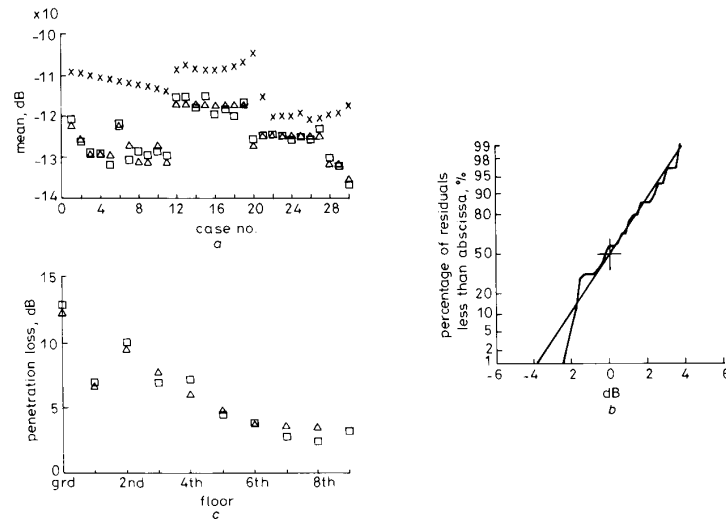 ×10
-10
-11
-12
-13
-14
mean, dB
0 4 8 12 16 20 24 28
case no.
a
15
10
5
0
penetration loss, dB
grd 2nd 4th 6th 8th
floor
c
99
98
95
90
80
50
20
10
5
2
1
percentage of residuals
less than abscissa, %
-6 -4 2 0 2 4 6
dB
b